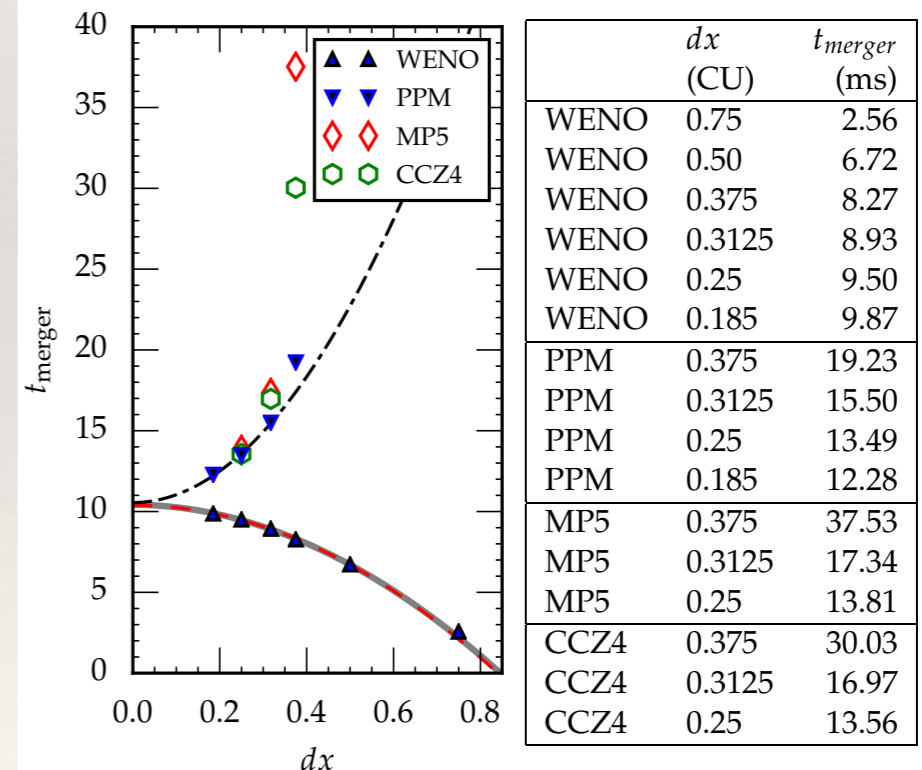 40
35
30
25
20
15
10
5
0
t_merger
0.0 0.2 0.4 0.6 0.8
dx
WENO
PPM
MP5
CCZ4
dx t_merger
(CU) (ms)
WENO 0.75 2.56
WENO 0.50 6.72
WENO 0.375 8.27
WENO 0.3125 8.93
WENO 0.25 9.50
WENO 0.185 9.87
PPM 0.375 19.23
PPM 0.3125 15.50
PPM 0.25 13.49
PPM 0.185 12.28
MP5 0.375 37.53
MP5 0.3125 17.34
MP5 0.25 13.81
CCZ4 0.375 30.03
CCZ4 0.3125 16.97
CCZ4 0.25 13.56